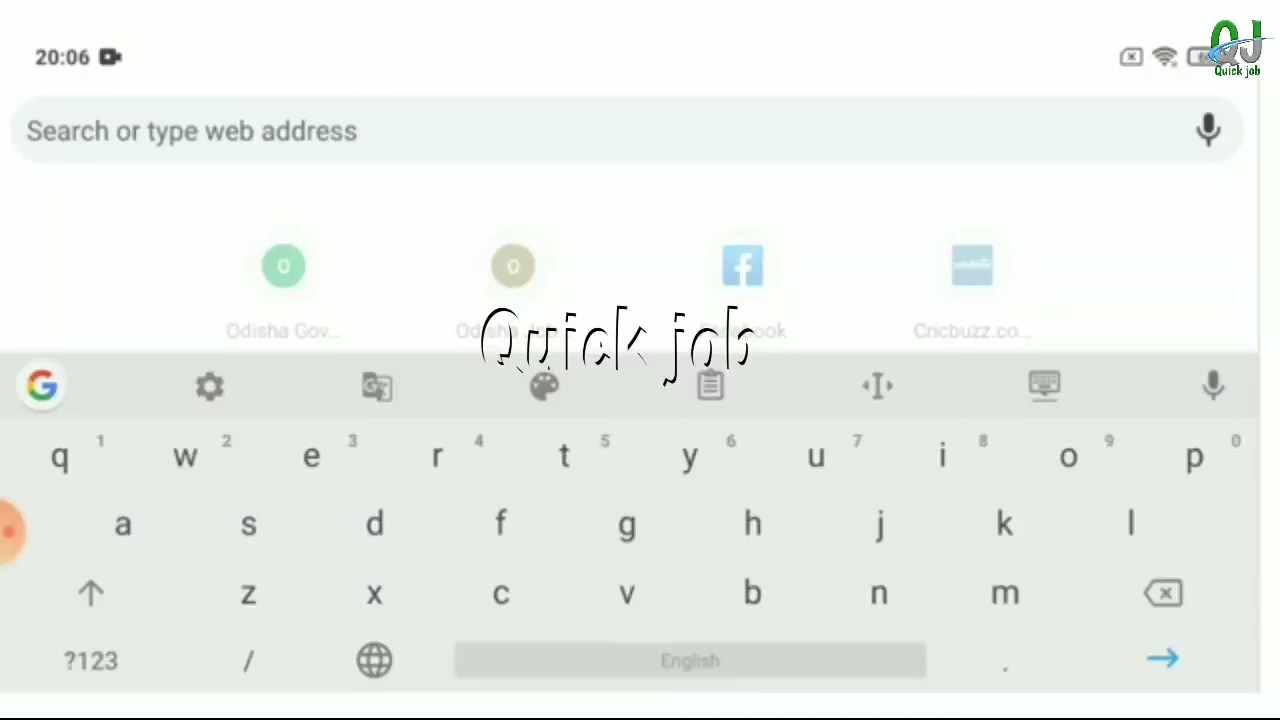 20:06
QJ
Quick job
Search or type web address
O
O
Odisha Gov...
Cricbuzz.co...
Quick job
G
q 1 w 2 e 3 r 4 t 5 y 6 u 7 i 8 o 9 p 0
a s d f g h j k l
z x c v b n m
?123 / English .